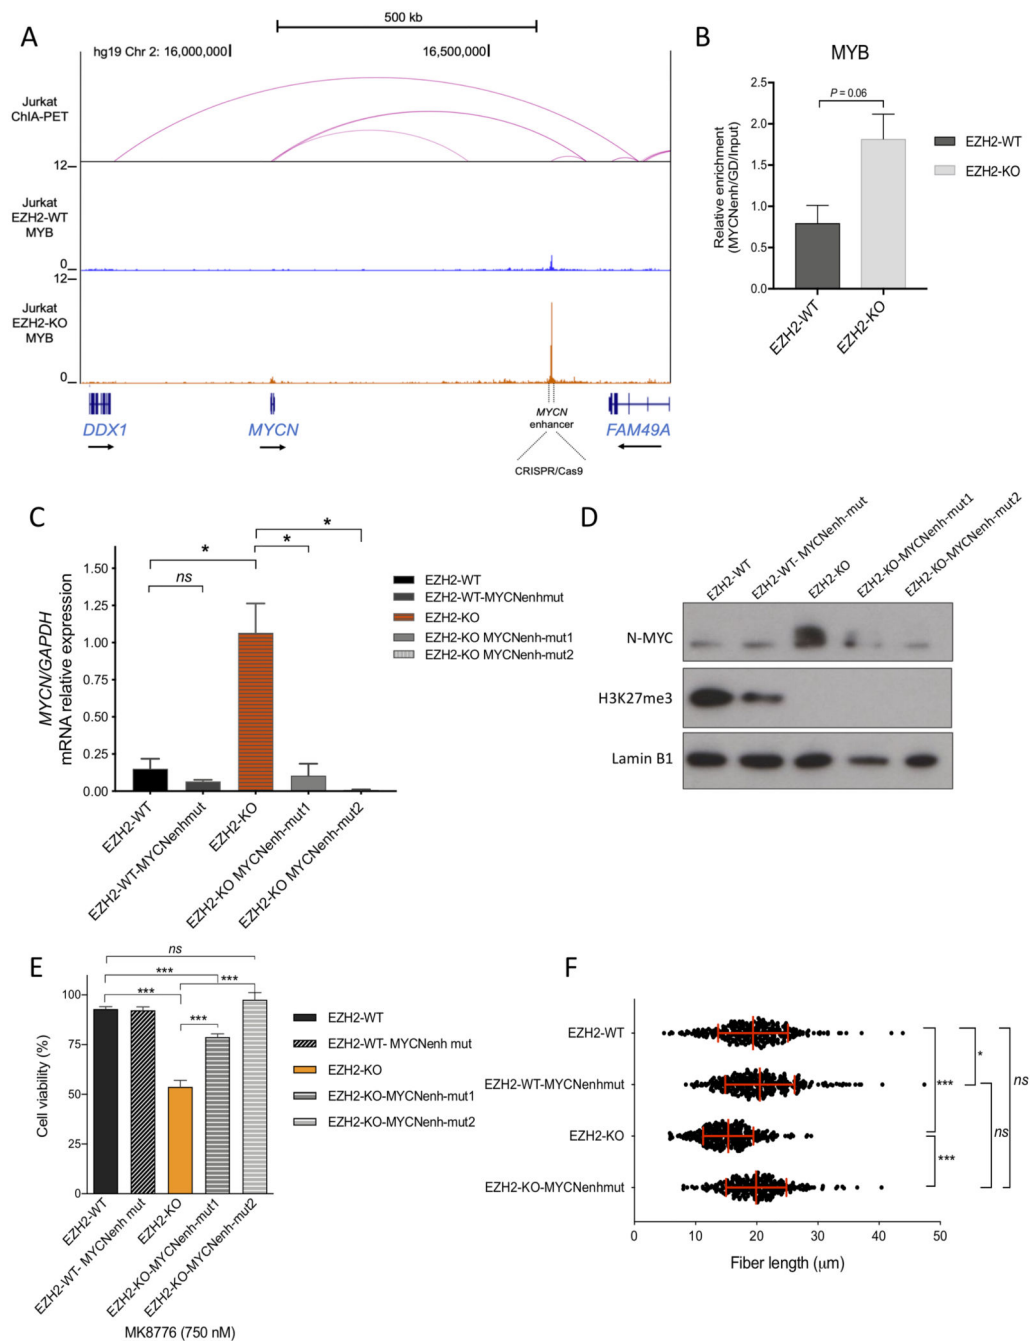 A
500 kb
hg19 Chr 2: 16,000,000
16,500,000
Jurkat
ChIA-PET
12
Jurkat
EZH2-WT
MYB
0
12
Jurkat
EZH2-KO
MYB
0
DDX1
MYCN
MYCN
enhancer
FAM49A
CRISPR/Cas9
B
MYB
P = 0.06
2.5
2.0
1.5
1.0
0.5
0.0
Relative enrichment
(MYCNenh/GD/Input)
EZH2-WT
EZH2-KO
EZH2-WT
EZH2-KO
C
*
*
*
ns
1.50
1.25
1.00
0.75
0.50
0.25
0.00
MYCN/GAPDH
mRNA relative expression
EZH2-WT
EZH2-WT-MYCNenhmut
EZH2-KO
EZH2-KO MYCNenh-mut1
EZH2-KO MYCNenh-mut2
EZH2-WT
EZH2-WT-MYCNenhmut
EZH2-KO
EZH2-KO MYCNenh-mut1
EZH2-KO MYCNenh-mut2
D
EZH2-WT
EZH2-WT- MYCNenh-mut
EZH2-KO
EZH2-KO-MYCNenh-mut1
EZH2-KO-MYCNenh-mut2
N-MYC
H3K27me3
Lamin B1
E
ns
***
***
***
***
100
75
50
25
0
Cell viability (%)
EZH2-WT
EZH2-WT- MYCNenh mut
EZH2-KO
EZH2-KO-MYCNenh-mut1
EZH2-KO-MYCNenh-mut2
EZH2-WT
EZH2-WT- MYCNenh mut
EZH2-KO
EZH2-KO-MYCNenh-mut1
EZH2-KO-MYCNenh-mut2
MK8776 (750 nM)
F
EZH2-WT
EZH2-WT-MYCNenhmut
EZH2-KO
EZH2-KO-MYCNenhmut
***
***
*
ns
ns
0
10
20
30
40
50
Fiber length (μm)